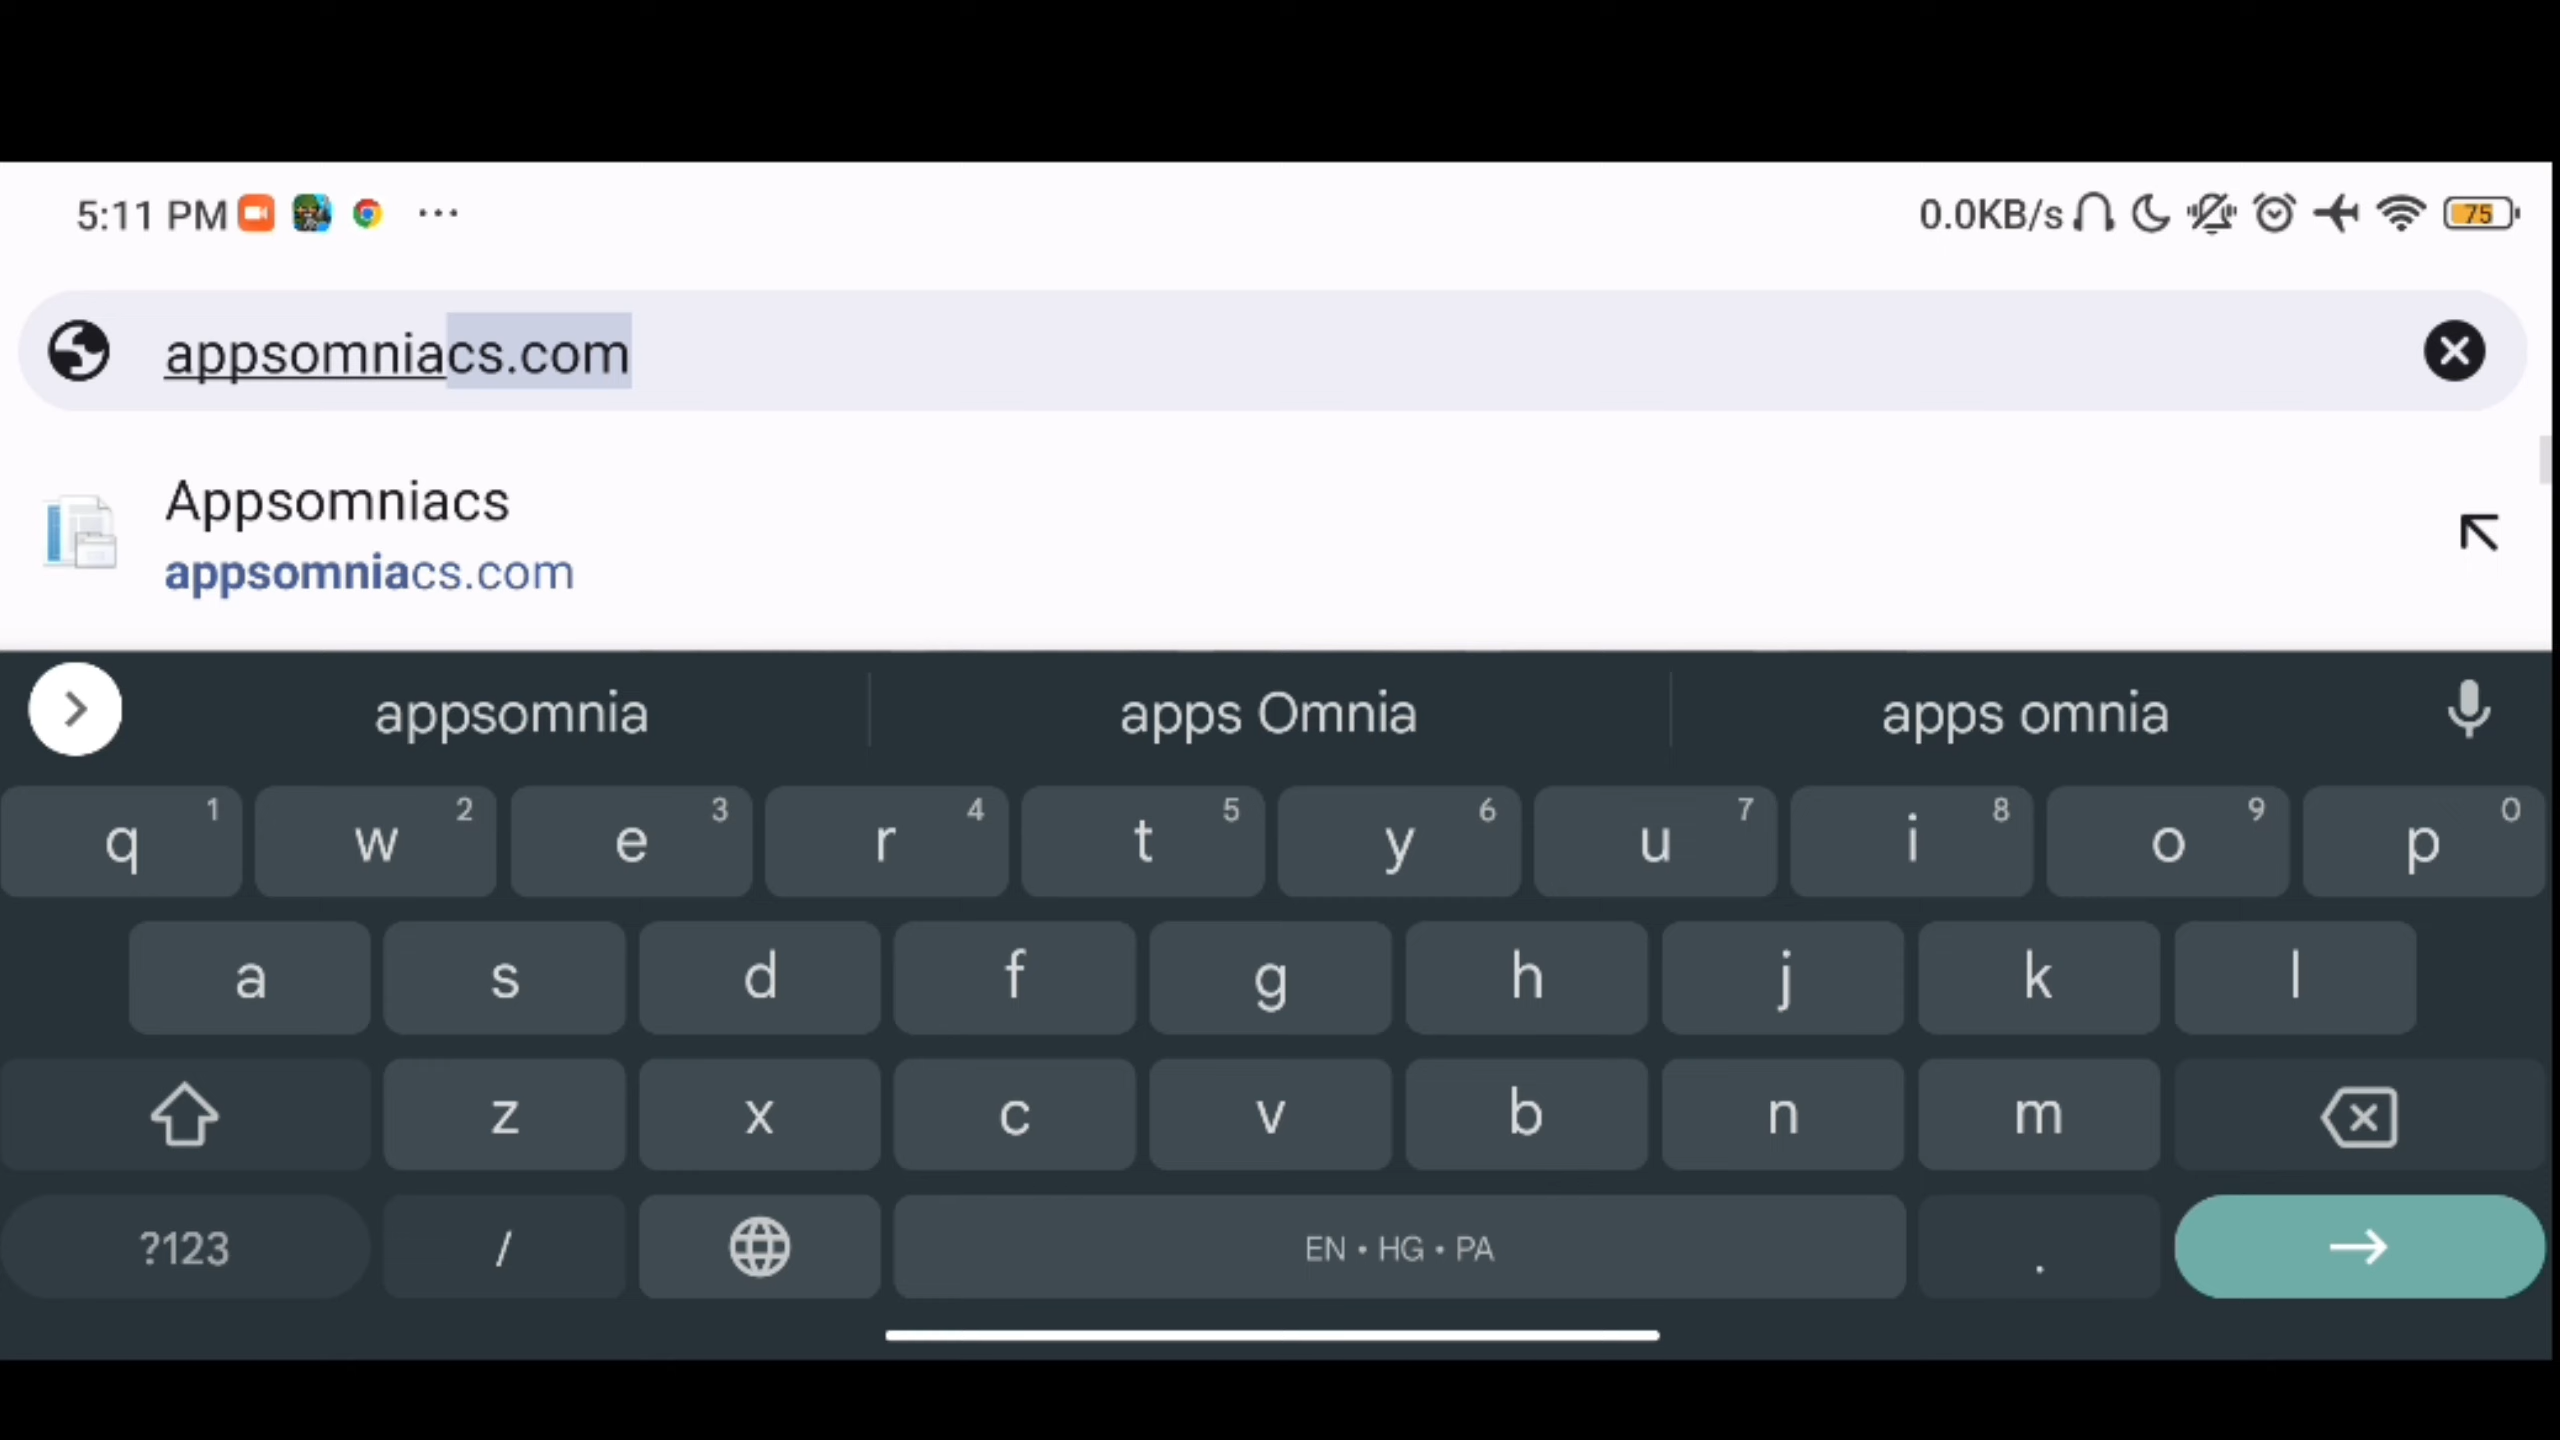 5:11 PM ... 0.0KB/s 75
appsomniacs.com
Appsomniacs
appsomniacs.com
appsomnia apps Omnia apps omnia
q 1 w 2 e 3 r 4 t 5 y 6 u 7 i 8 o 9 p 0
a s d f g h j k l
z x c v b n m
?123 / EN • HG • PA .